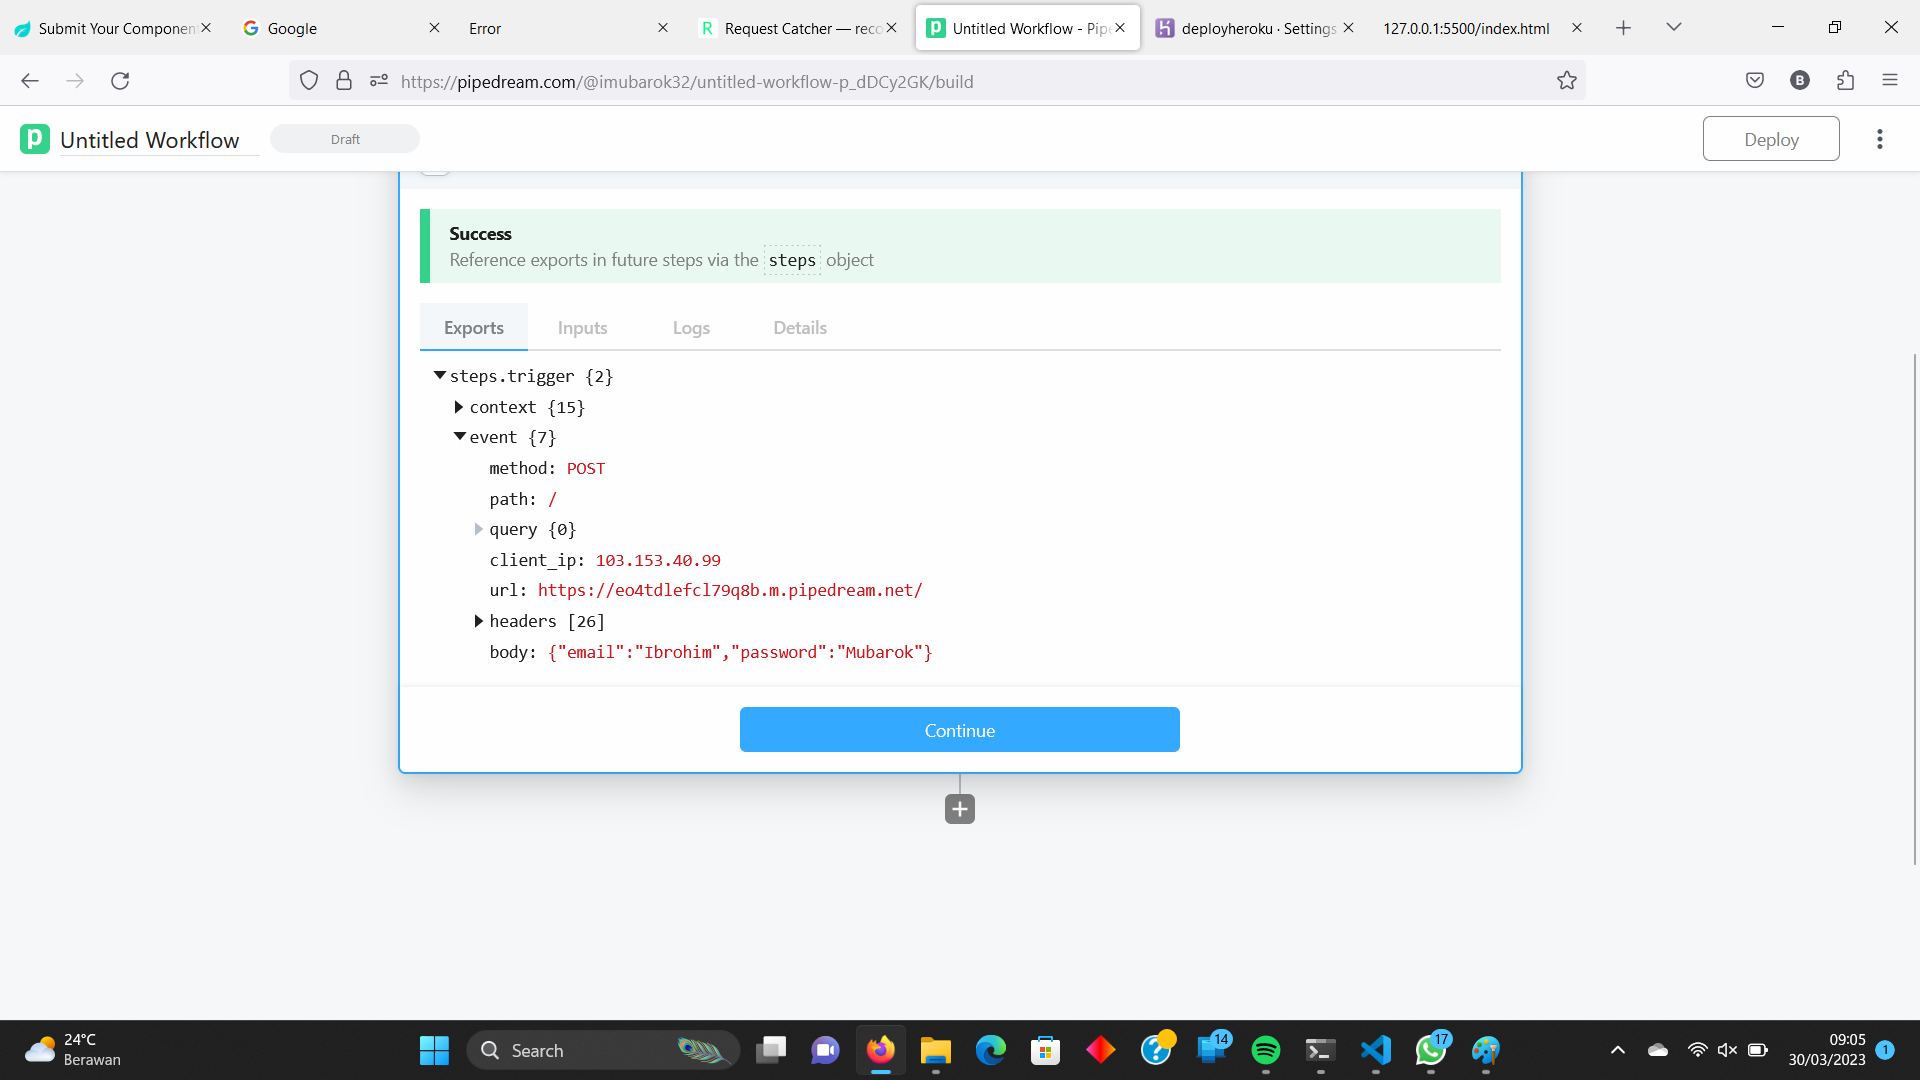 Submit Your Componen
Google
Error
Request Catcher — reco
Untitled Workflow - Pipe
deployheroku · Settings
127.0.0.1:5500/index.html
https://pipedream.com/@imubarok32/untitled-workflow-p_dDCy2GK/build
B
Untitled Workflow
Draft
Deploy
Success
Reference exports in future steps via the steps object
Exports
Inputs
Logs
Details
steps.trigger {2}
context {15}
event {7}
method: POST
path: /
query {0}
client_ip: 103.153.40.99
url: https://eo4tdlefcl79q8b.m.pipedream.net/
headers [26]
body: {"email":"Ibrohim","password":"Mubarok"}
Continue
24°C
Berawan
Search
14
17
09:05
30/03/2023
1